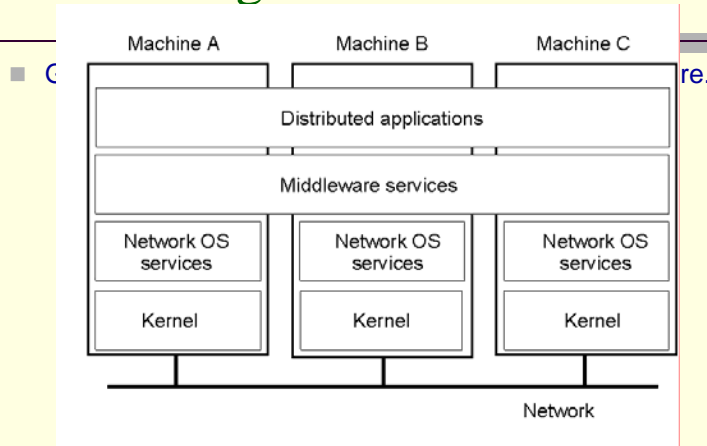 Machine A Machine B Machine C
re.
Distributed applications
Middleware services
Network OS Network OS Network OS
services services services
Kernel Kernel Kernel
Network